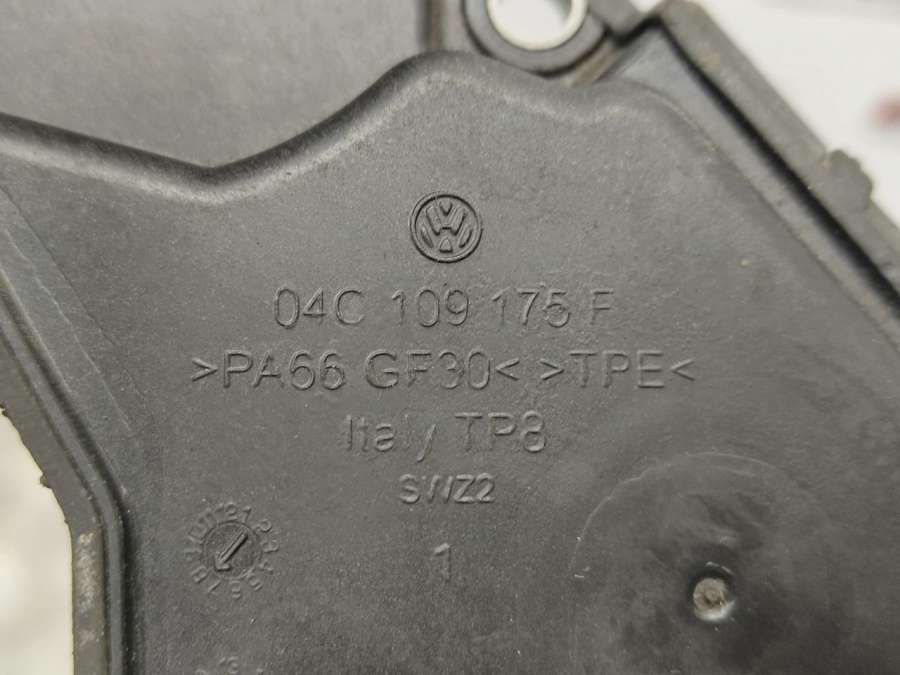 04C 109 175 F
>PA66 GF30< >TPE<
Italy TP8
SWZ2
1